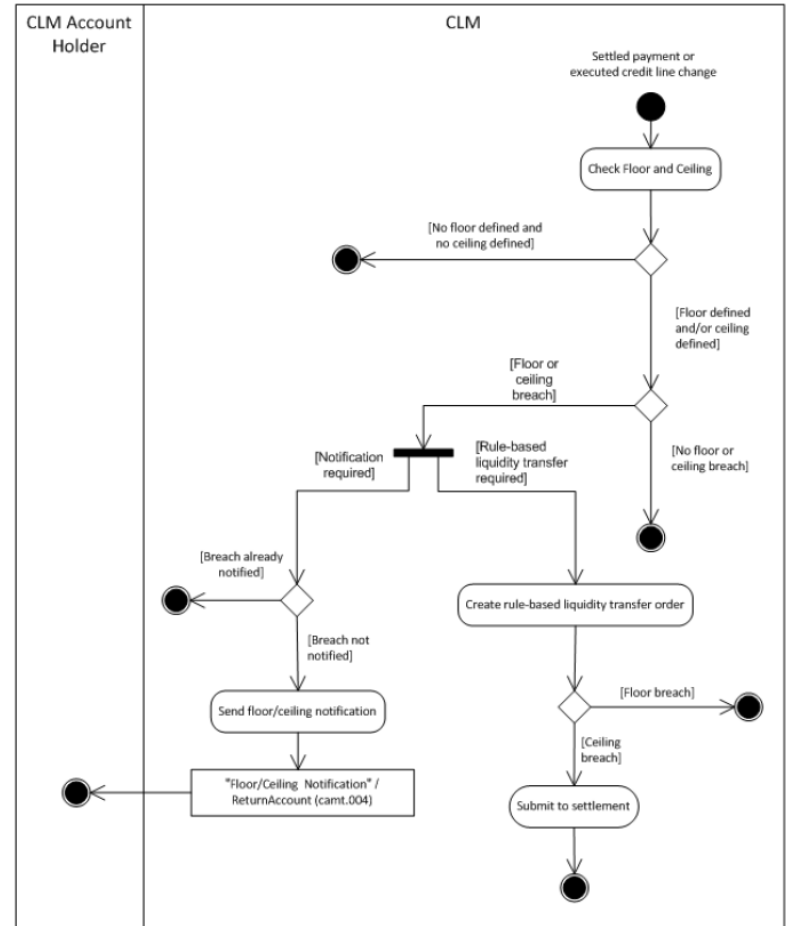 CLM Account
Holder
CLM
Settled payment or
executed credit line change
Check Floor and Ceiling
[No floor defined and
no ceiling defined]
[Floor defined
and/or ceiling
defined]
[Floor or
ceiling
breach]
[No floor or
ceiling breach]
[Notification
required]
[Rule-based
liquidity transfer
required]
[Breach already
notified]
Create rule-based liquidity transfer order
[Breach not
notified]
[Floor breach]
Send floor/ceiling notification
[Ceiling
breach]
"Floor/Ceiling Notification" /
ReturnAccount (camt.004)
Submit to settlement